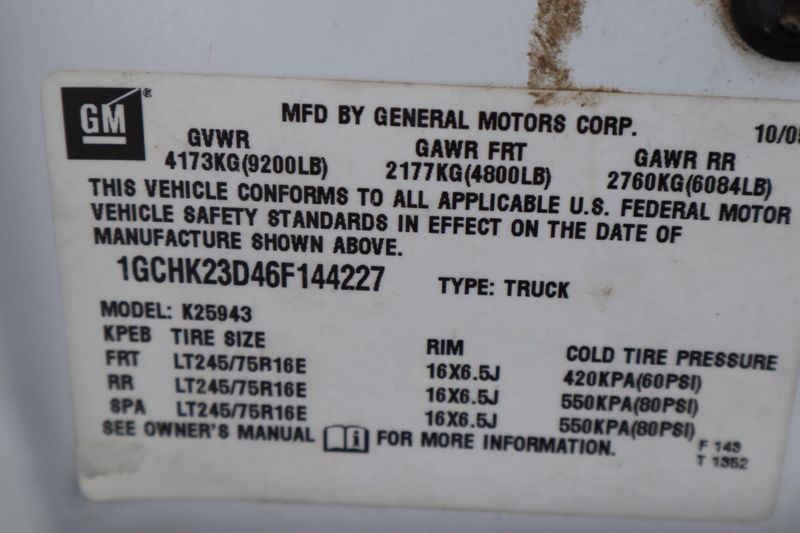 GM ®
MFD BY GENERAL MOTORS CORP. 10/05
GVWR GAWR FRT GAWR RR
4173KG(9200LB) 2177KG(4800LB) 2760KG(6084LB)
THIS VEHICLE CONFORMS TO ALL APPLICABLE U.S. FEDERAL MOTOR
VEHICLE SAFETY STANDARDS IN EFFECT ON THE DATE OF
MANUFACTURE SHOWN ABOVE.
1GCHK23D46F144227 TYPE: TRUCK
MODEL: K25943
KPEB TIRE SIZE RIM COLD TIRE PRESSURE
FRT LT245/75R16E 16X6.5J 420KPA(60PSI)
RR LT245/75R16E 16X6.5J 550KPA(80PSI)
SPA LT245/75R16E 16X6.5J 550KPA(80PSI)
SEE OWNER'S MANUAL i FOR MORE INFORMATION.
F 143
T 1352